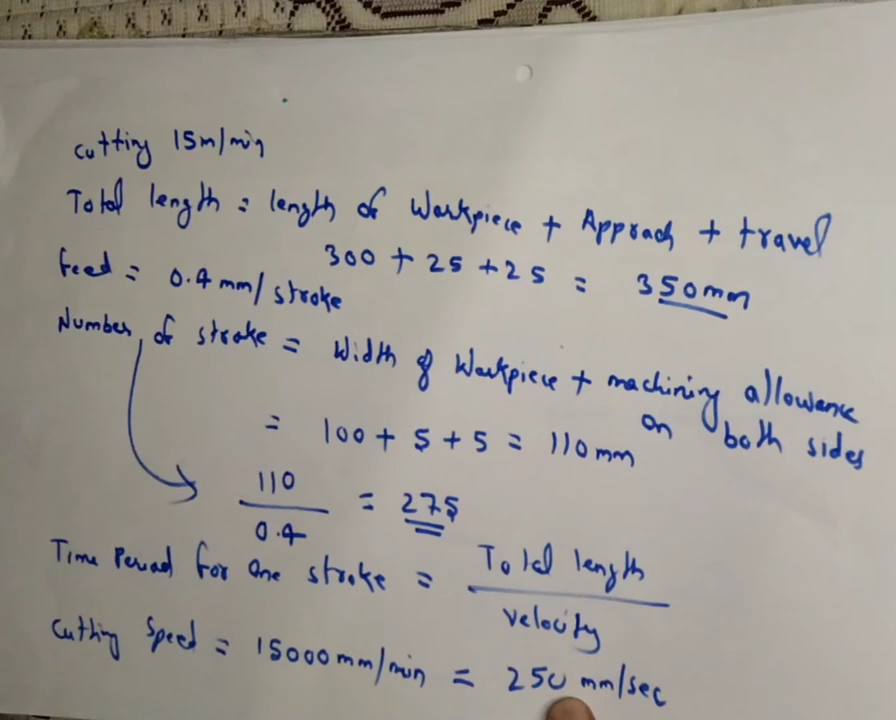 Cutting 15m/min
Total length = length of Workpiece + Approach + travel
300 + 25 + 25 = 350mm
feed = 0.4 mm/stroke
Number of stroke = Width of Workpiece + machining allowance on both sides
= 100 + 5 + 5 = 110mm
110/0.4 = 275
Time Period for one stroke = Total length/velocity
Cutting Speed = 15000mm/min = 250 mm/sec